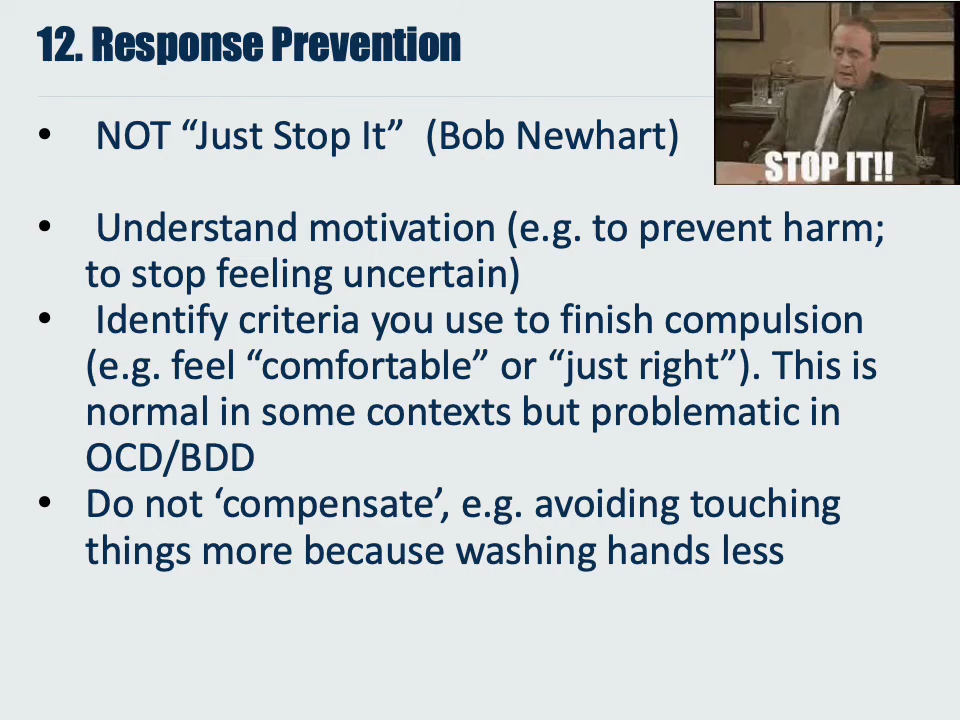 12. Response Prevention
• NOT “Just Stop It” (Bob Newhart)
STOP IT!!
• Understand motivation (e.g. to prevent harm;
to stop feeling uncertain)
• Identify criteria you use to finish compulsion
(e.g. feel “comfortable” or “just right”). This is
normal in some contexts but problematic in
OCD/BDD
• Do not ‘compensate’, e.g. avoiding touching
things more because washing hands less